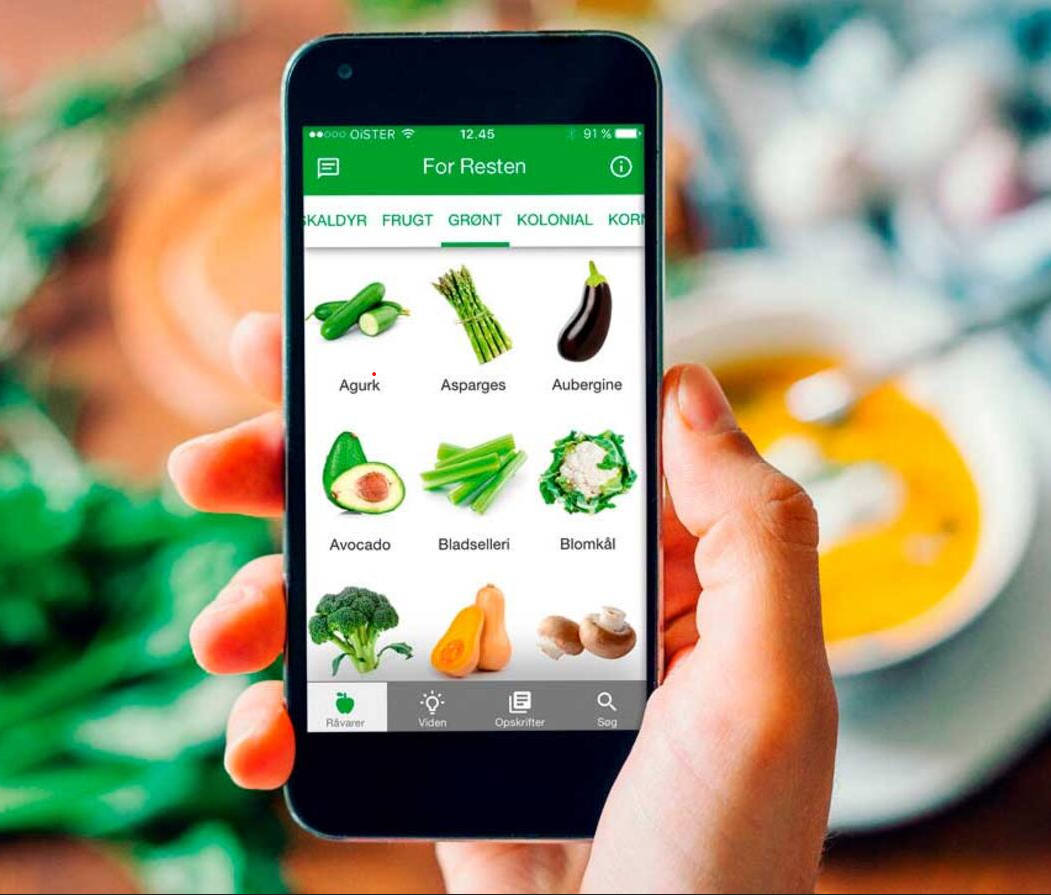 OiSTER 12.45 91 %
For Resten
SKALDYR FRUGT GRØNT KOLONIAL KORN
Agurk Asparges Aubergine
Avocado Bladselleri Blomkål
Råvarer Viden Opskrifter Søg